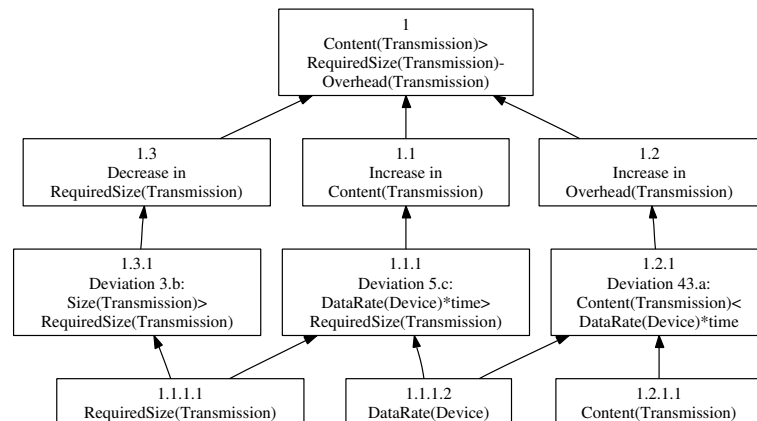 1
Content(Transmission)>
RequiredSize(Transmission)-
Overhead(Transmission)
1.3
Decrease in
RequiredSize(Transmission)
1.1
Increase in
Content(Transmission)
1.2
Increase in
Overhead(Transmission)
1.3.1
Deviation 3.b:
Size(Transmission)>
RequiredSize(Transmission)
1.1.1
Deviation 5.c:
DataRate(Device)*time>
RequiredSize(Transmission)
1.2.1
Deviation 43.a:
Content(Transmission)<
DataRate(Device)*time
1.1.1.1
RequiredSize(Transmission)
1.1.1.2
DataRate(Device)
1.2.1.1
Content(Transmission)